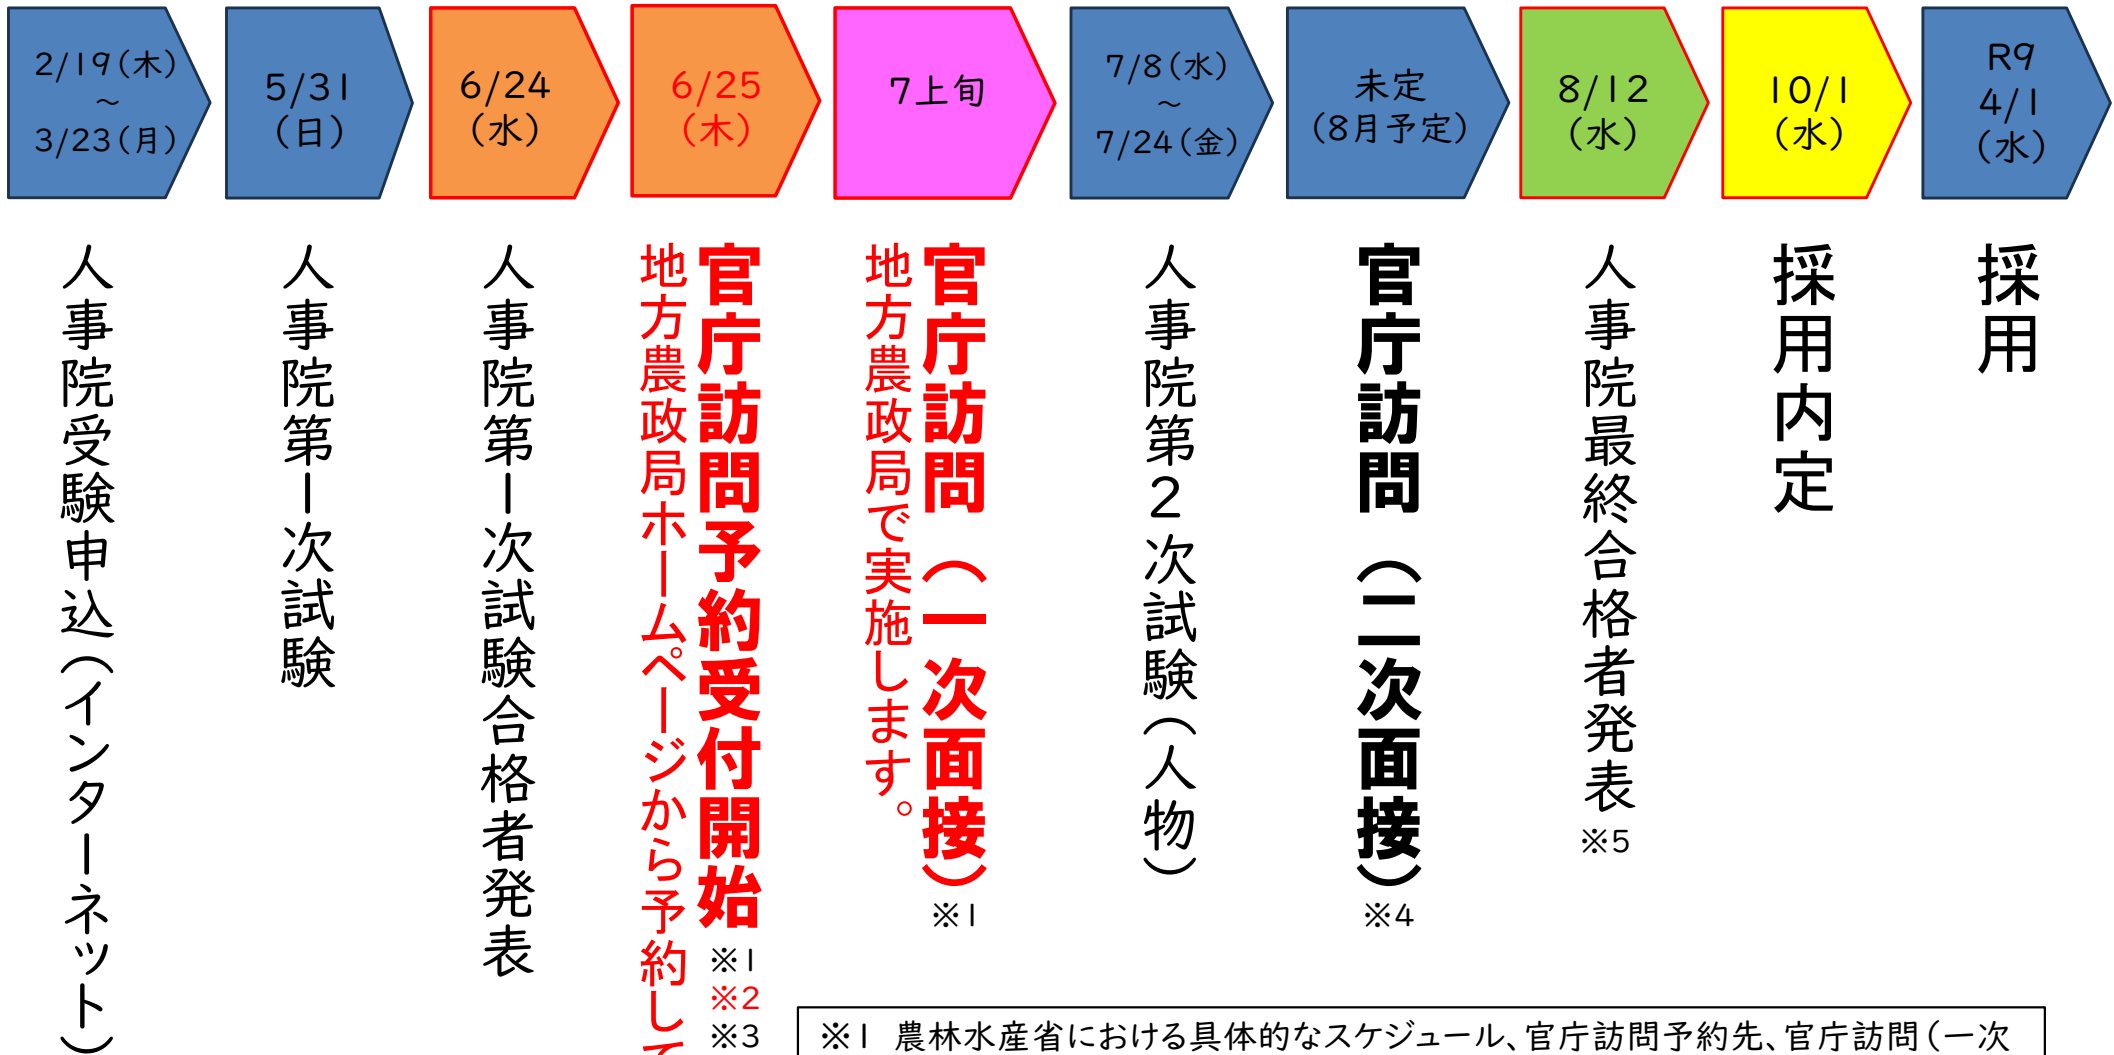 2/19(木)
～
3/23(月)
5/31
(日)
6/24
(水)
6/25
(木)
7上旬
7/8(水)
～
7/24(金)
未定
(8月予定)
8/12
(水)
10/1
(水)
R9
4/1
(水)
人事院受験申込(インターネット)
人事院第1次試験
人事院第1次試験合格者発表
官庁訪問予約受付開始
※1
※2
※3
地方農政局ホームページから予約して
官庁訪問(一次面接)
※1
地方農政局で実施します。
人事院第2次試験(人物)
官庁訪問(二次面接)
※4
人事院最終合格者発表
※5
採用内定
採用
※1 農林水産省における具体的なスケジュール、官庁訪問予約先、官庁訪問(一次